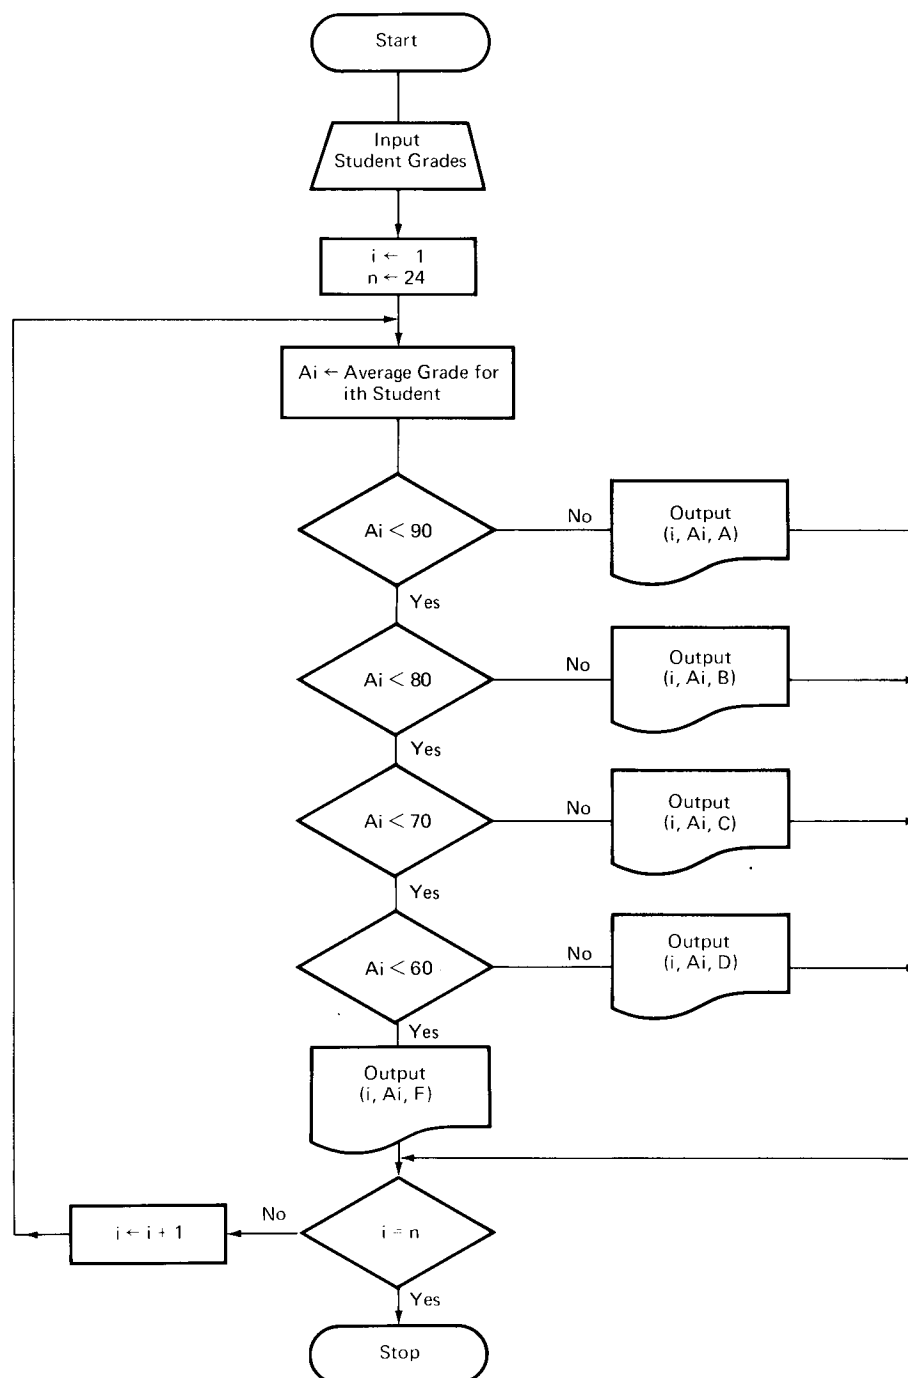 Start
Input
Student Grades
i ← 1
n ← 24
Ai ← Average Grade for
ith Student
Ai < 90
No
Output
(i, Ai, A)
Yes
Ai < 80
No
Output
(i, Ai, B)
Yes
Ai < 70
No
Output
(i, Ai, C)
Yes
Ai < 60
No
Output
(i, Ai, D)
Yes
Output
(i, Ai, F)
i = n
No
i ← i + 1
Yes
Stop